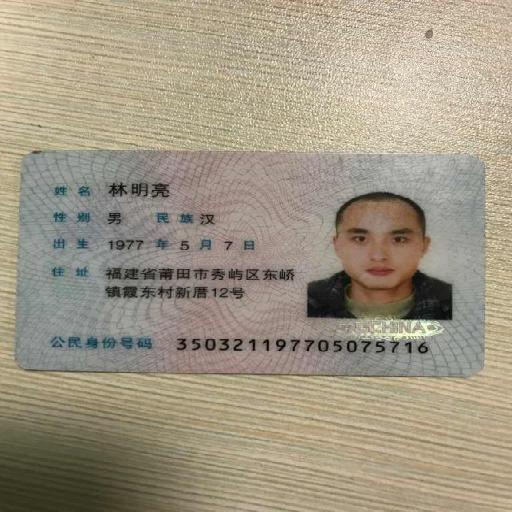 姓名 林明亮
性别 男 民族 汉
出生 1977 年 5 月 7 日
住址 福建省莆田市秀屿区东峤
镇霞东村新厝12号
CHINA
公民身份号码 350321197705075716